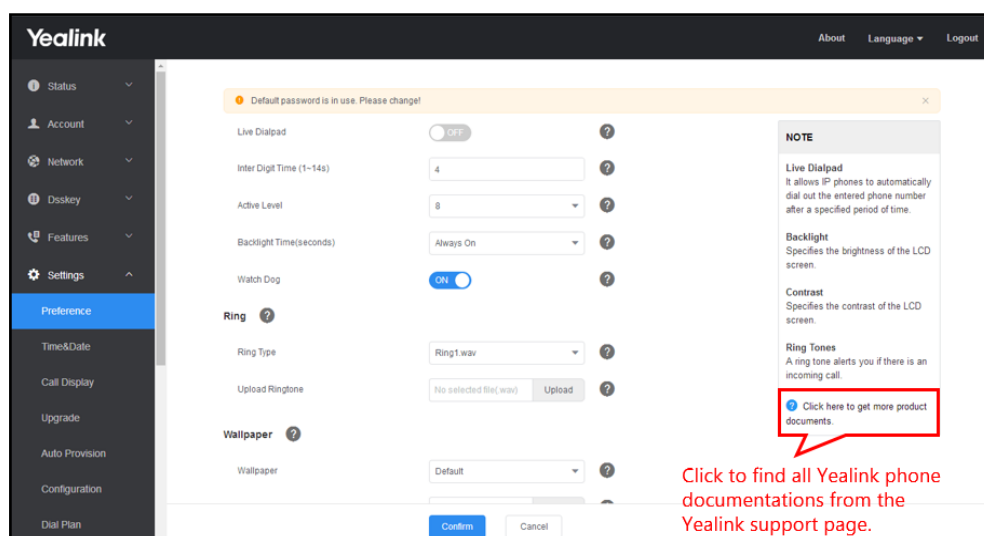 Yealink
About Language Logout
Status
Account
Network
Dsskey
Features
Settings
Preference
Time&Date
Call Display
Upgrade
Auto Provision
Configuration
Dial Plan
Default password is in use. Please change!
Live Dialpad OFF
Inter Digit Time (1~14s) 4
Active Level 8
Backlight Time(seconds) Always On
Watch Dog ON
Ring
Ring Type Ring1.wav
Upload Ringtone No selected file(.wav) Upload
Wallpaper
Wallpaper Default
Confirm Cancel
NOTE
Live Dialpad
It allows IP phones to automatically
dial out the entered phone number
after a specified period of time.
Backlight
Specifies the brightness of the LCD
screen.
Contrast
Specifies the contrast of the LCD
screen.
Ring Tones
A ring tone alerts you if there is an
incoming call.
Click here to get more product
documents.
Click to find all Yealink phone
documentations from the
Yealink support page.